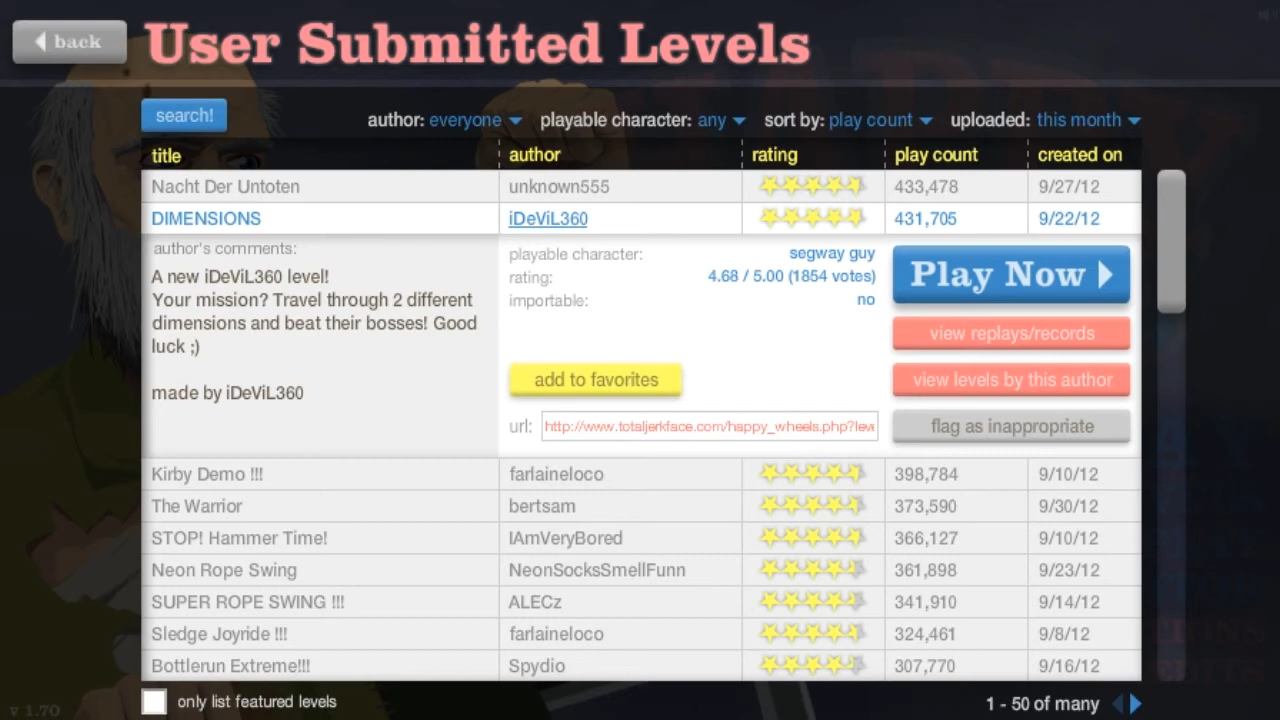 back
User Submitted Levels
search!
author: everyone playable character: any sort by: play count uploaded: this month
title author rating play count created on
Nacht Der Untoten unknown555 433,478 9/27/12
DIMENSIONS iDeViL360 431,705 9/22/12
author's comments:
A new iDeViL360 level!
Your mission? Travel through 2 different
dimensions and beat their bosses! Good
luck ;)
made by iDeViL360
playable character: segway guy
rating: 4.68 / 5.00 (1854 votes)
importable: no
add to favorites
url: http://www.totaljerkface.com/happy_wheels.php?leve
Play Now
view replays/records
view levels by this author
flag as inappropriate
Kirby Demo !!! farlaineloco 398,784 9/10/12
The Warrior bertsam 373,590 9/30/12
STOP! Hammer Time! IAmVeryBored 366,127 9/10/12
Neon Rope Swing NeonSocksSmellFunn 361,898 9/23/12
SUPER ROPE SWING !!! ALECz 341,910 9/14/12
Sledge Joyride !!! farlaineloco 324,461 9/8/12
Bottlerun Extreme!!! Spydio 307,770 9/16/12
only list featured levels
1 - 50 of many
v 1.70